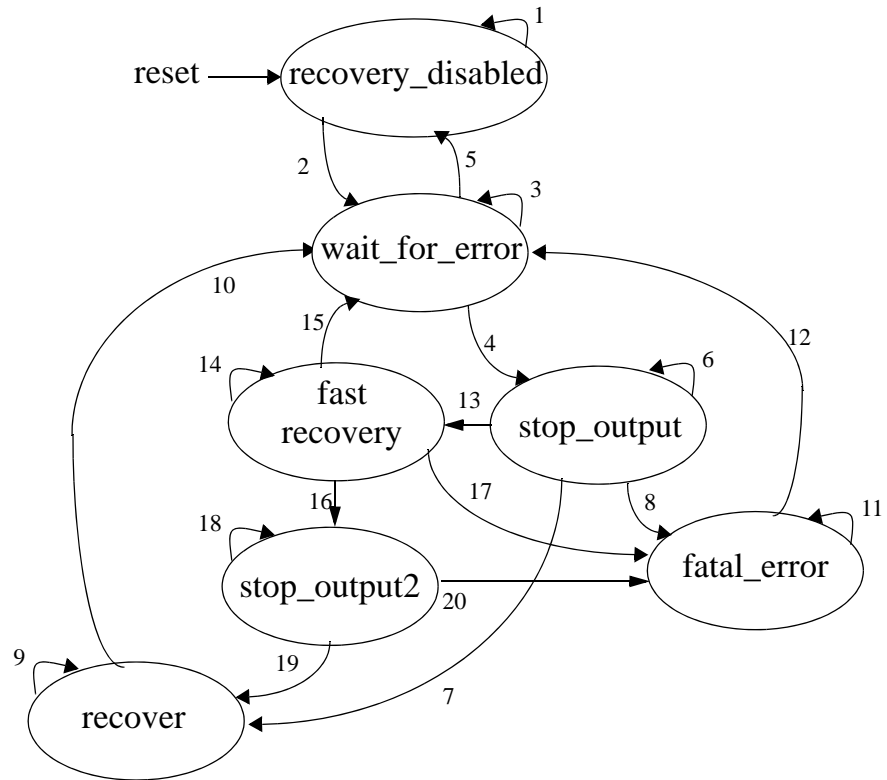 1
reset
recovery_disabled
2
5
3
wait_for_error
10
15
4
12
14
6
fast
recovery
13
stop_output
16
17
8
11
18
fatal_error
stop_output2
20
9
19
7
recover